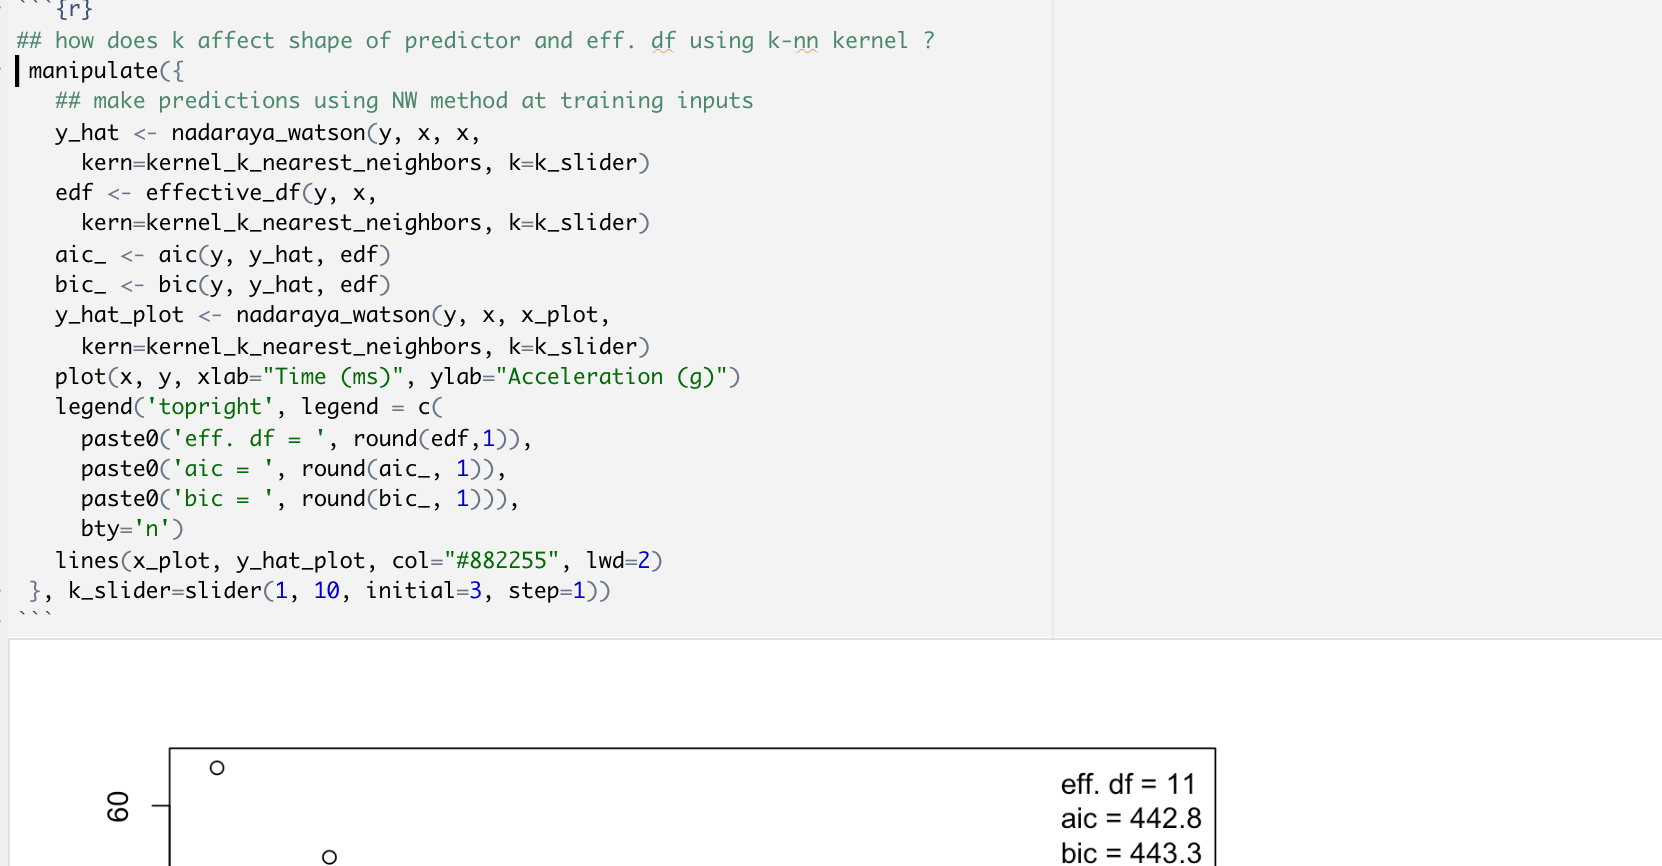 ```{r}
## how does k affect shape of predictor and eff. df using k-nn kernel ?
manipulate({
## make predictions using NW method at training inputs
y_hat <- nadaraya_watson(y, x, x,
kern=kernel_k_nearest_neighbors, k=k_slider)
edf <- effective_df(y, x,
kern=kernel_k_nearest_neighbors, k=k_slider)
aic_ <- aic(y, y_hat, edf)
bic_ <- bic(y, y_hat, edf)
y_hat_plot <- nadaraya_watson(y, x, x_plot,
kern=kernel_k_nearest_neighbors, k=k_slider)
plot(x, y, xlab="Time (ms)", ylab="Acceleration (g)")
legend('topright', legend = c(
paste0('eff. df = ', round(edf,1)),
paste0('aic = ', round(aic_, 1)),
paste0('bic = ', round(bic_, 1))),
bty='n')
lines(x_plot, y_hat_plot, col="#882255", lwd=2)
}, k_slider=slider(1, 10, initial=3, step=1))
```
60
eff. df = 11
aic = 442.8
bic = 443.3